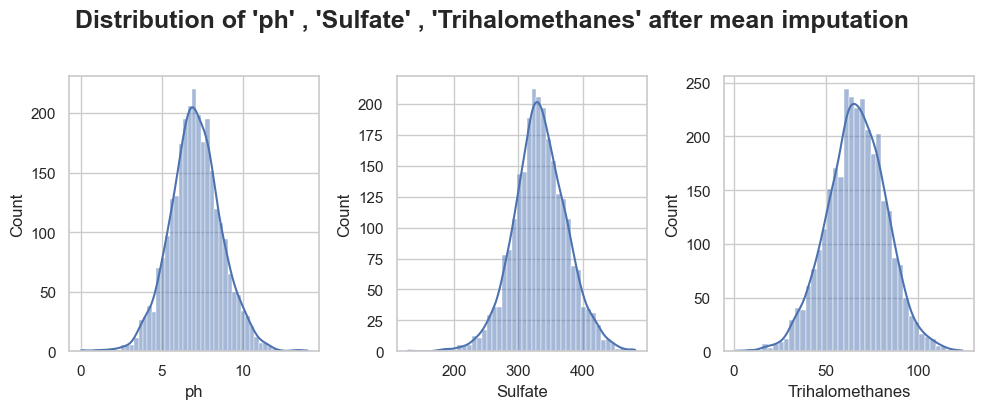 Distribution of 'ph' , 'Sulfate' , 'Trihalomethanes' after mean imputation
200
150
100
50
0
Count
0 5 10
ph
200
175
150
125
100
75
50
25
0
Count
200 300 400
Sulfate
250
200
150
100
50
0
Count
0 50 100
Trihalomethanes